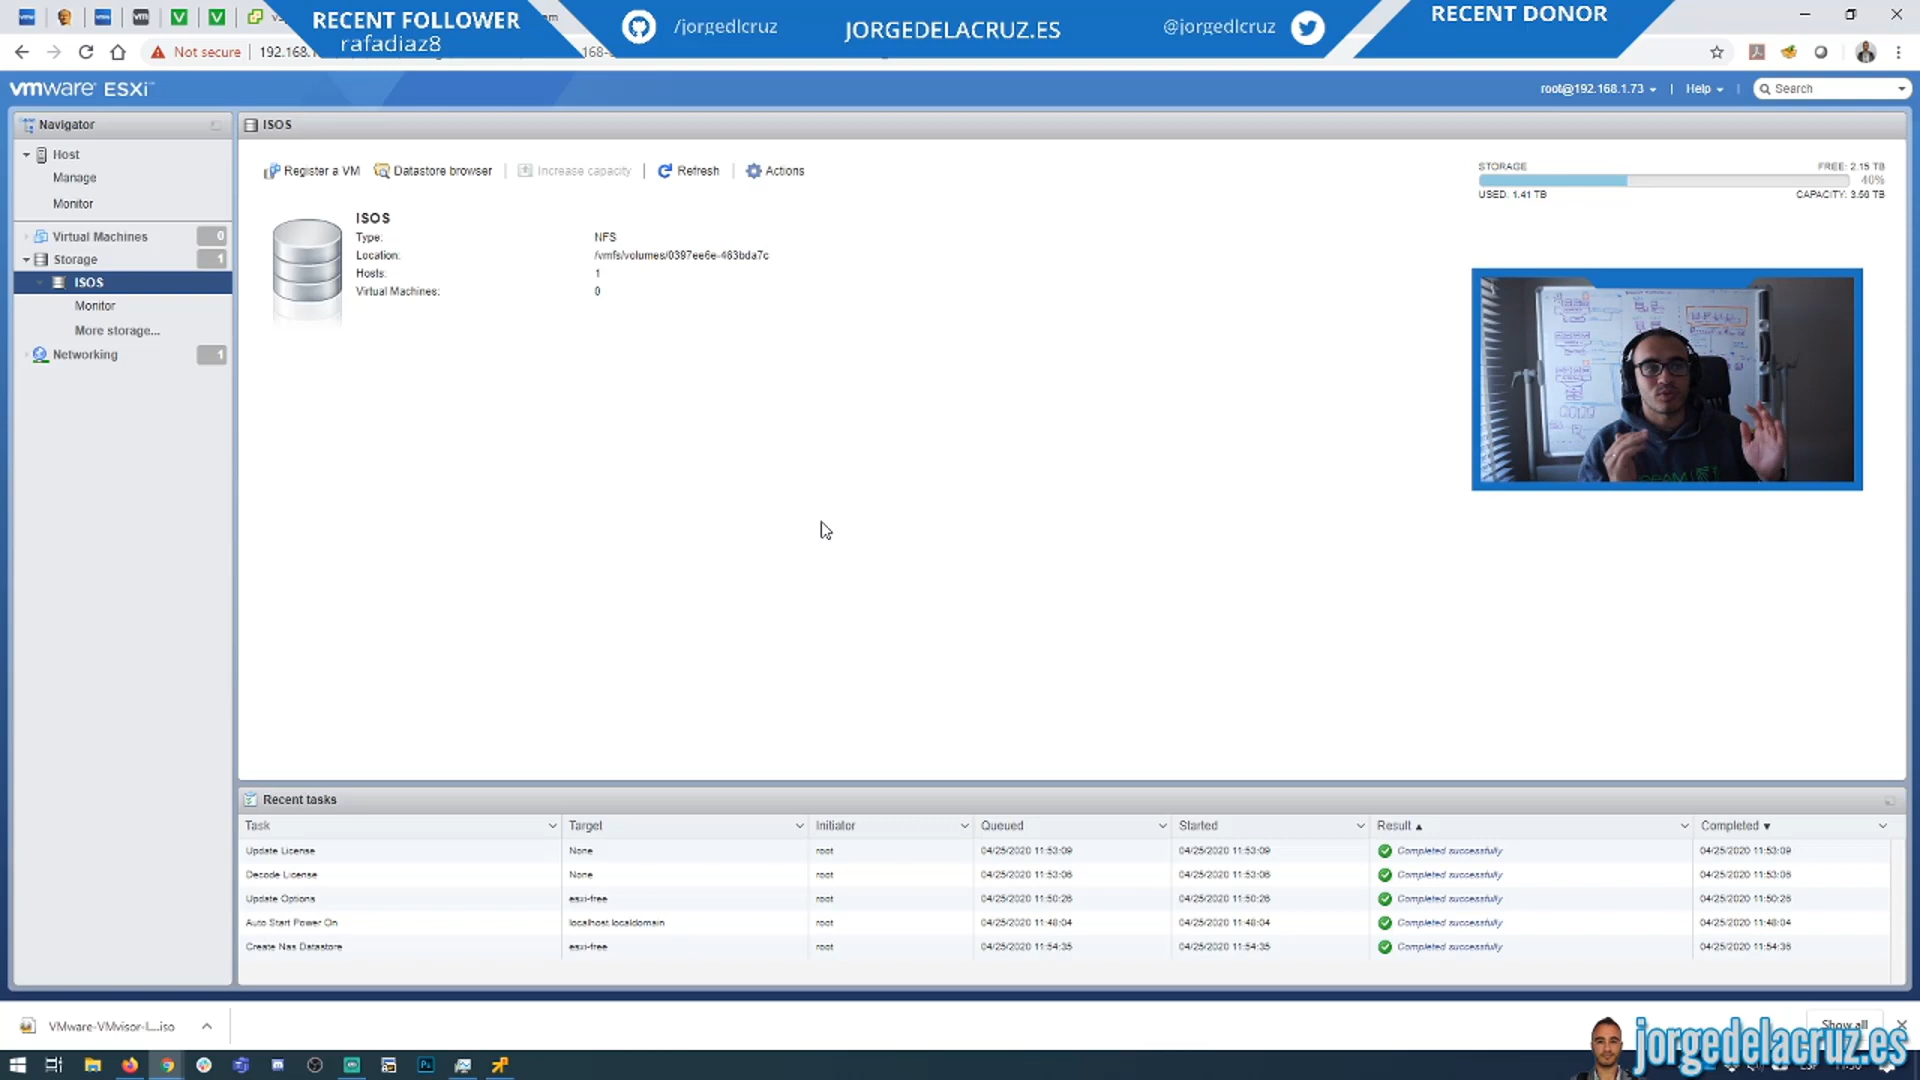 RECENT FOLLOWER
rafadiaz8
/jorgedlcruz
JORGEDELACRUZ.ES
@jorgedlcruz
RECENT DONOR
Not secure
192.168.
168-
vmware ESXi
root@192.168.1.73
Help
Search
Navigator
Host
Manage
Monitor
Virtual Machines 0
Storage 1
ISOS
Monitor
More storage...
Networking 1
ISOS
Register a VM
Datastore browser
Increase capacity
Refresh
Actions
STORAGE FREE: 2.15 TB
40%
USED: 1.41 TB CAPACITY: 3.56 TB
ISOS
Type: NFS
Location: /vmfs/volumes/0397ee6e-463bda7c
Hosts: 1
Virtual Machines: 0
Recent tasks
Task Target Initiator Queued Started Result Completed
Update License None root 04/25/2020 11:53:09 04/25/2020 11:53:09 Completed successfully 04/25/2020 11:53:09
Decode License None root 04/25/2020 11:53:06 04/25/2020 11:53:06 Completed successfully 04/25/2020 11:53:06
Update Options esxi-free root 04/25/2020 11:50:26 04/25/2020 11:50:26 Completed successfully 04/25/2020 11:50:26
Auto Start Power On localhost.localdomain root 04/25/2020 11:48:04 04/25/2020 11:48:04 Completed successfully 04/25/2020 11:48:04
Create Nas Datastore esxi-free root 04/25/2020 11:54:35 04/25/2020 11:54:35 Completed successfully 04/25/2020 11:54:36
VMware-VMvisor-I....iso
Show all
jorgedelacruz.es